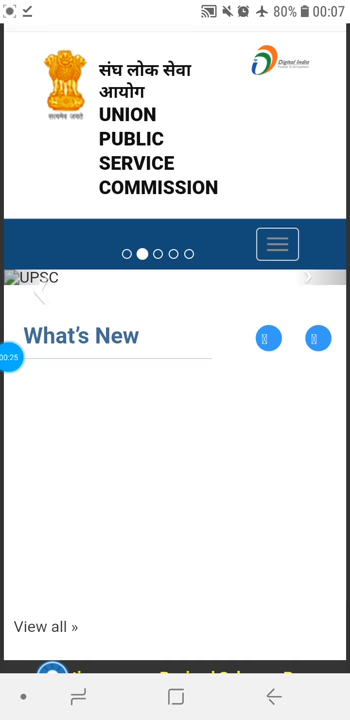 80% 00:07
संघ लोक सेवा
आयोग
UNION
PUBLIC
SERVICE
COMMISSION
सत्यमेव जयते
Digital India
UPSC
What's New
00:25
View all »